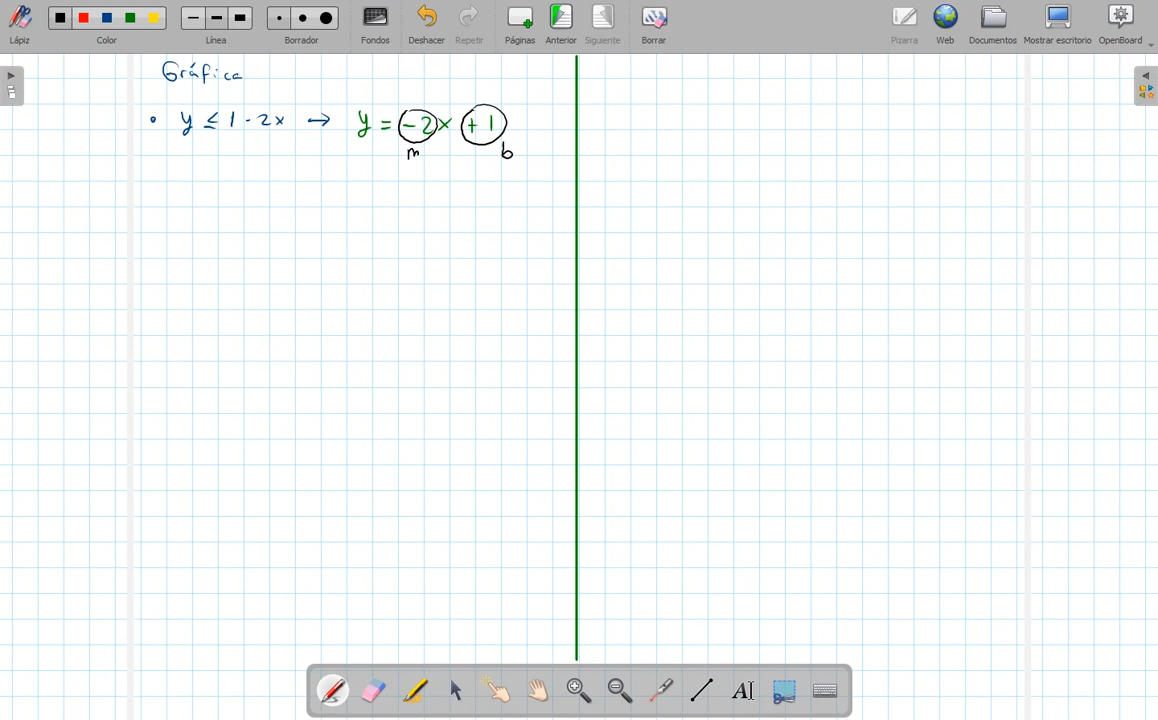 Lápiz Color Línea Borrador Fondos Deshacer Repetir Páginas Anterior Siguiente Borrar Pizarra Web Documentos Mostrar escritorio OpenBoard
Gráfica
• y ≤ 1 - 2x → y = -2x + 1
m b
A